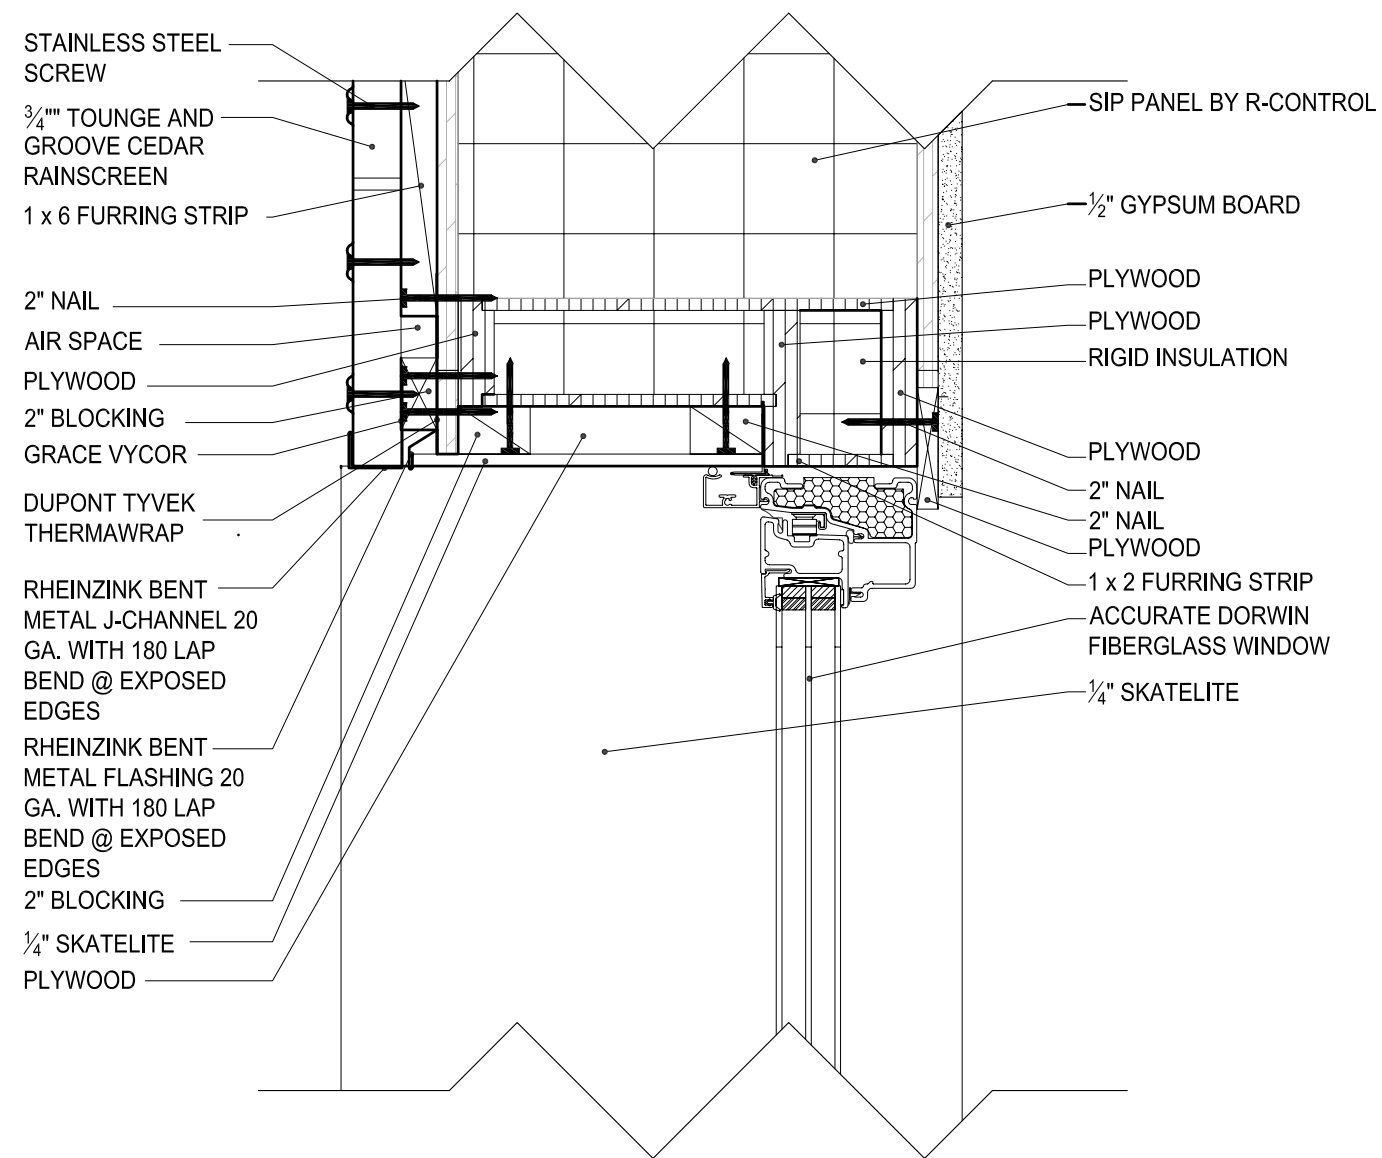 STAINLESS STEEL
SCREW
¾"" TOUNGE AND
GROOVE CEDAR
RAINSCREEN
1 x 6 FURRING STRIP
2" NAIL
AIR SPACE
PLYWOOD
2" BLOCKING
GRACE VYCOR
DUPONT TYVEK
THERMAWRAP
RHEINZINK BENT
METAL J-CHANNEL 20
GA. WITH 180 LAP
BEND @ EXPOSED
EDGES
RHEINZINK BENT
METAL FLASHING 20
GA. WITH 180 LAP
BEND @ EXPOSED
EDGES
2" BLOCKING
¼" SKATELITE
PLYWOOD
SIP PANEL BY R-CONTROL
½" GYPSUM BOARD
PLYWOOD
PLYWOOD
RIGID INSULATION
PLYWOOD
2" NAIL
2" NAIL
PLYWOOD
1 x 2 FURRING STRIP
ACCURATE DORWIN
FIBERGLASS WINDOW
¼" SKATELITE